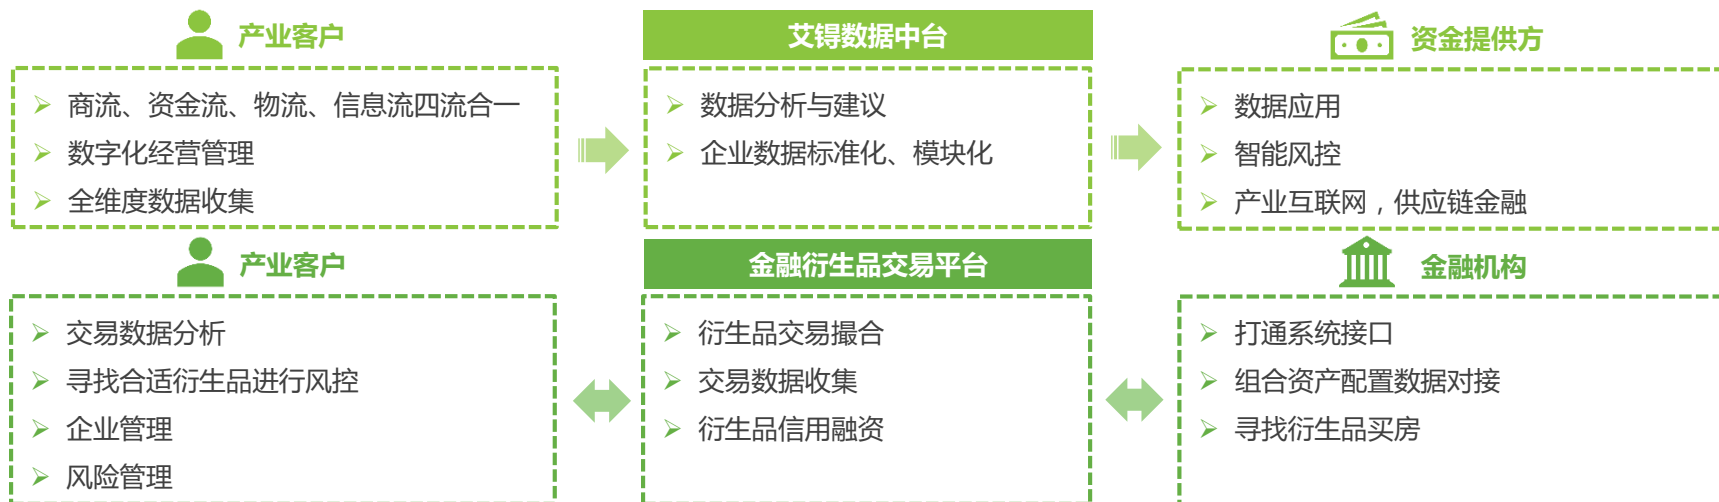 产业客户
艾锝数据中台
资金提供方
商流、资金流、物流、信息流四流合一
数字化经营管理
全维度数据收集
数据分析与建议
企业数据标准化、模块化
数据应用
智能风控
产业互联网，供应链金融
产业客户
金融衍生品交易平台
金融机构
交易数据分析
寻找合适衍生品进行风控
企业管理
风险管理
衍生品交易撮合
交易数据收集
衍生品信用融资
打通系统接口
组合资产配置数据对接
寻找衍生品买房